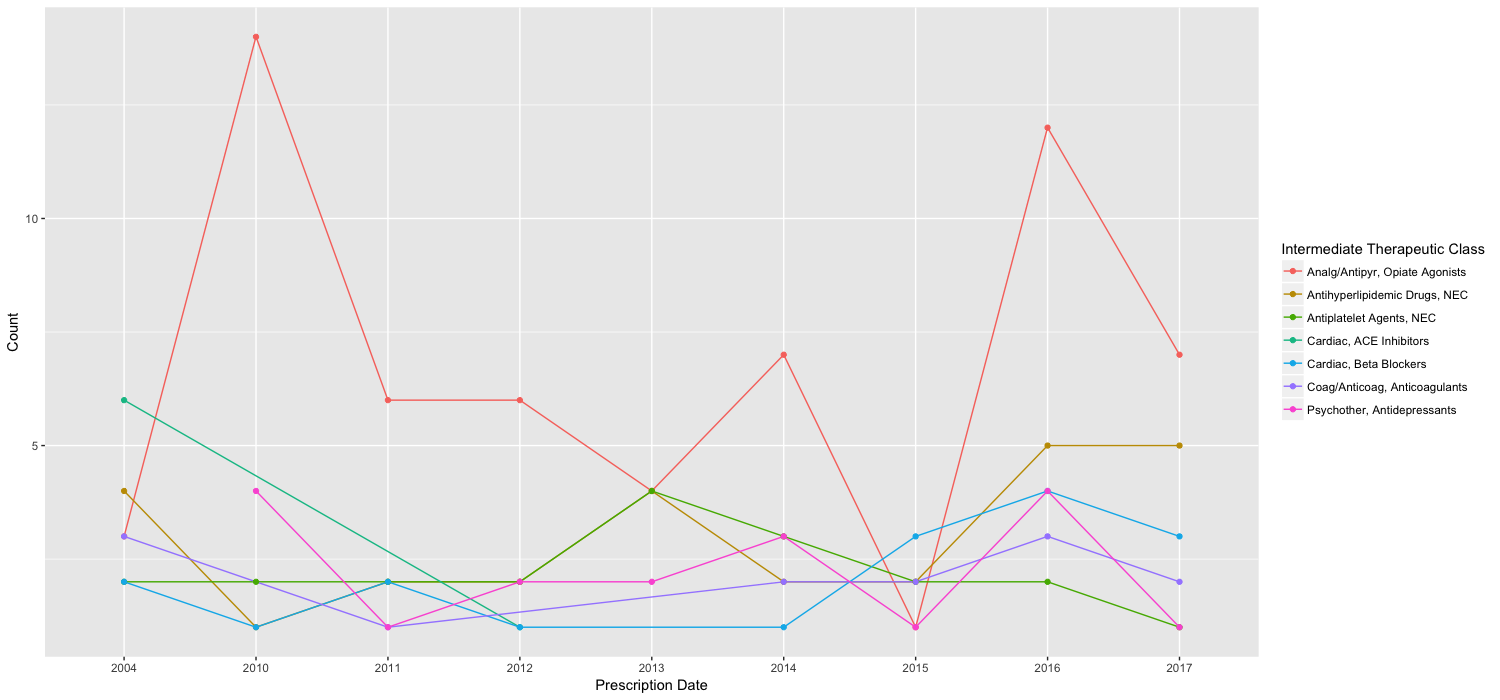 10
5
Count
2004 2010 2011 2012 2013 2014 2015 2016 2017
Prescription Date
Intermediate Therapeutic Class
Analg/Antipyr, Opiate Agonists
Antihyperlipidemic Drugs, NEC
Antiplatelet Agents, NEC
Cardiac, ACE Inhibitors
Cardiac, Beta Blockers
Coag/Anticoag, Anticoagulants
Psychother, Antidepressants